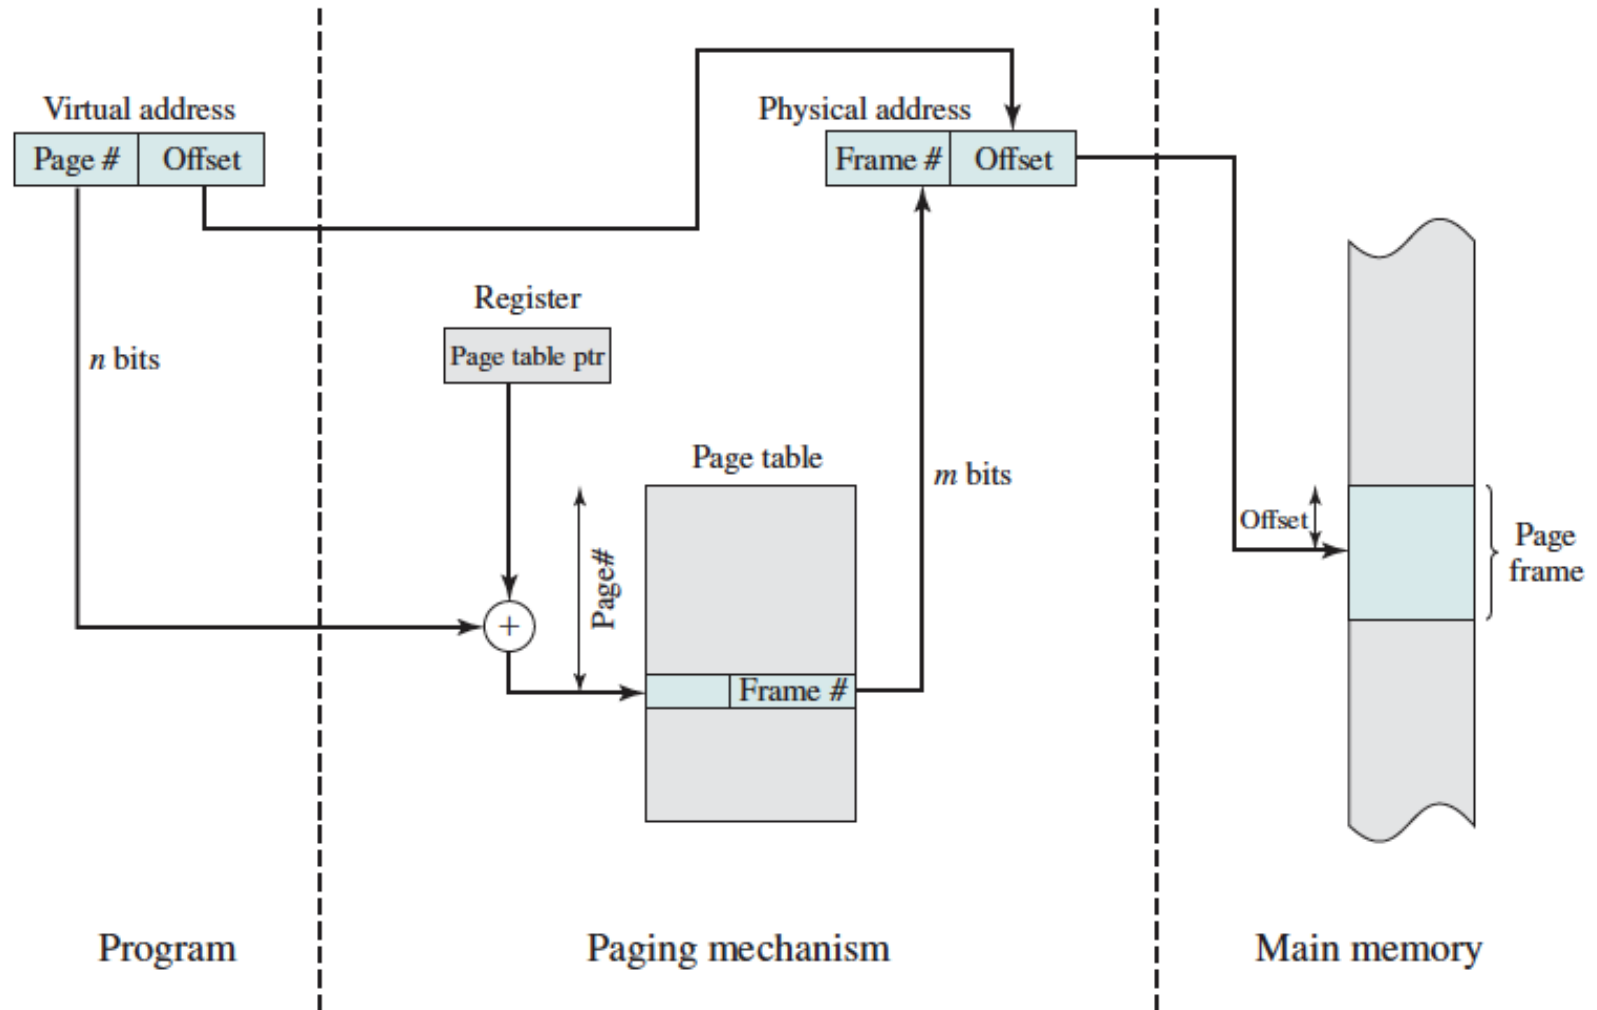 Virtual address
Page #
Offset
Physical address
Frame #
Offset
Register
Page table ptr
n bits
Page table
m bits
Page#
Frame #
Offset
Page
frame
+
Program
Paging mechanism
Main memory